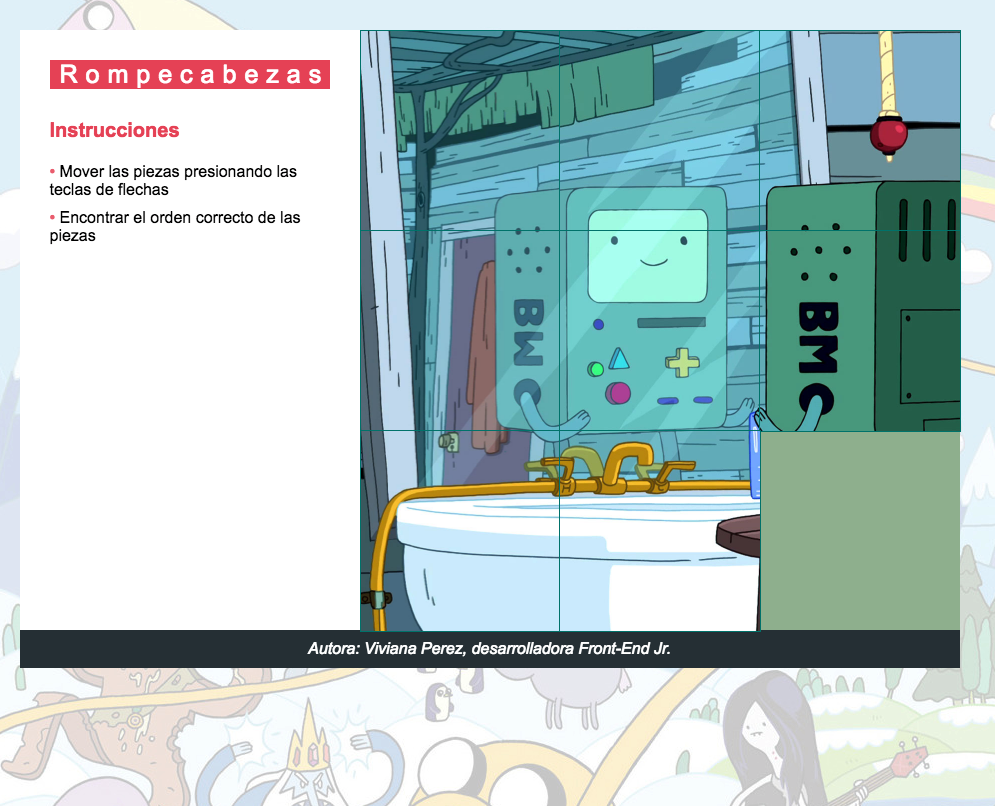 Rompecabezas
Instrucciones
• Mover las piezas presionando las
teclas de flechas
• Encontrar el orden correcto de las
piezas
BMO
BMO
Autora: Viviana Perez, desarrolladora Front-End Jr.